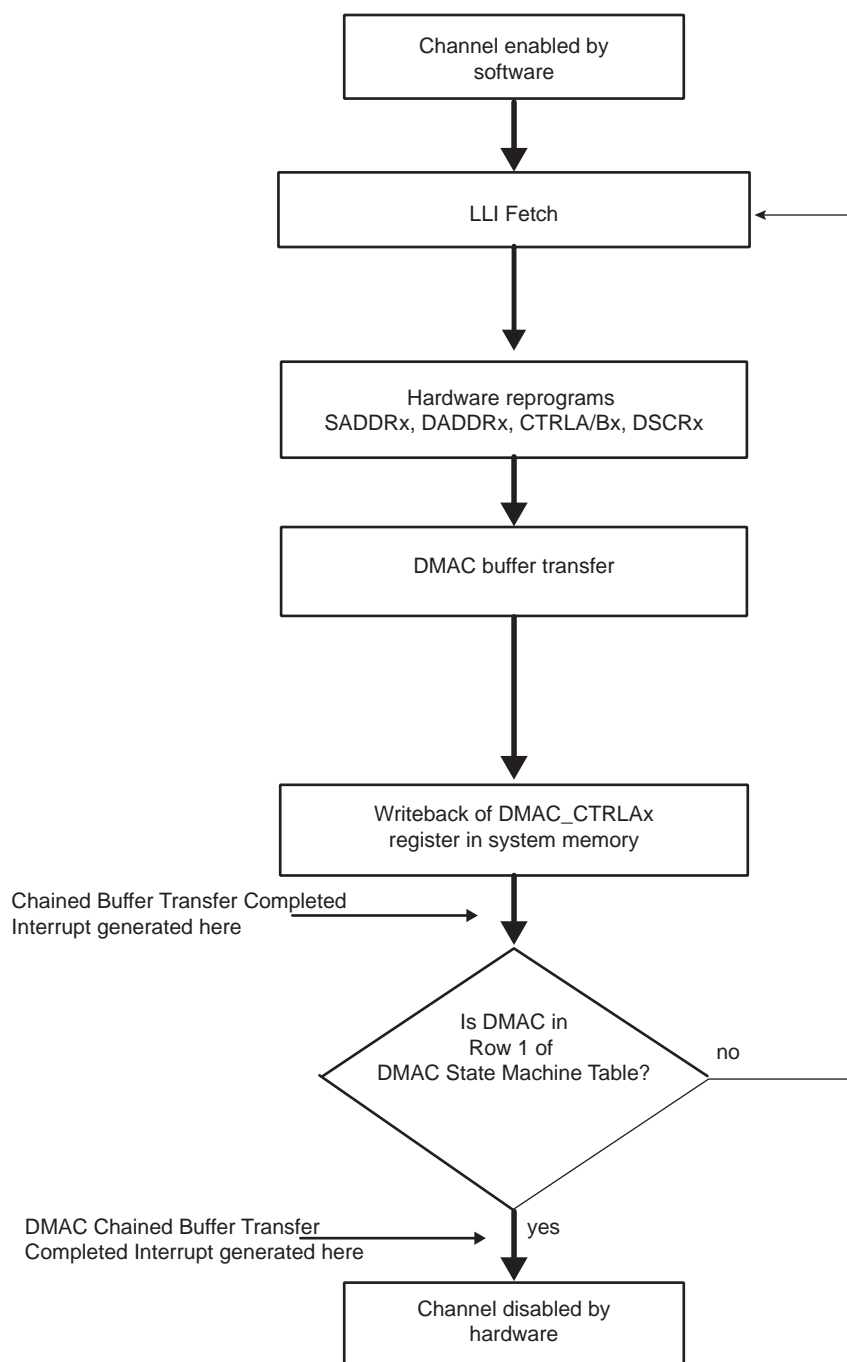 Channel enabled by
software
LLI Fetch
Hardware reprograms
SADDRx, DADDRx, CTRLA/Bx, DSCRx
DMAC buffer transfer
Writeback of DMAC_CTRLAx
register in system memory
Chained Buffer Transfer Completed
Interrupt generated here
Is DMAC in
Row 1 of
DMAC State Machine Table?
no
DMAC Chained Buffer Transfer
Completed Interrupt generated here
yes
Channel disabled by
hardware